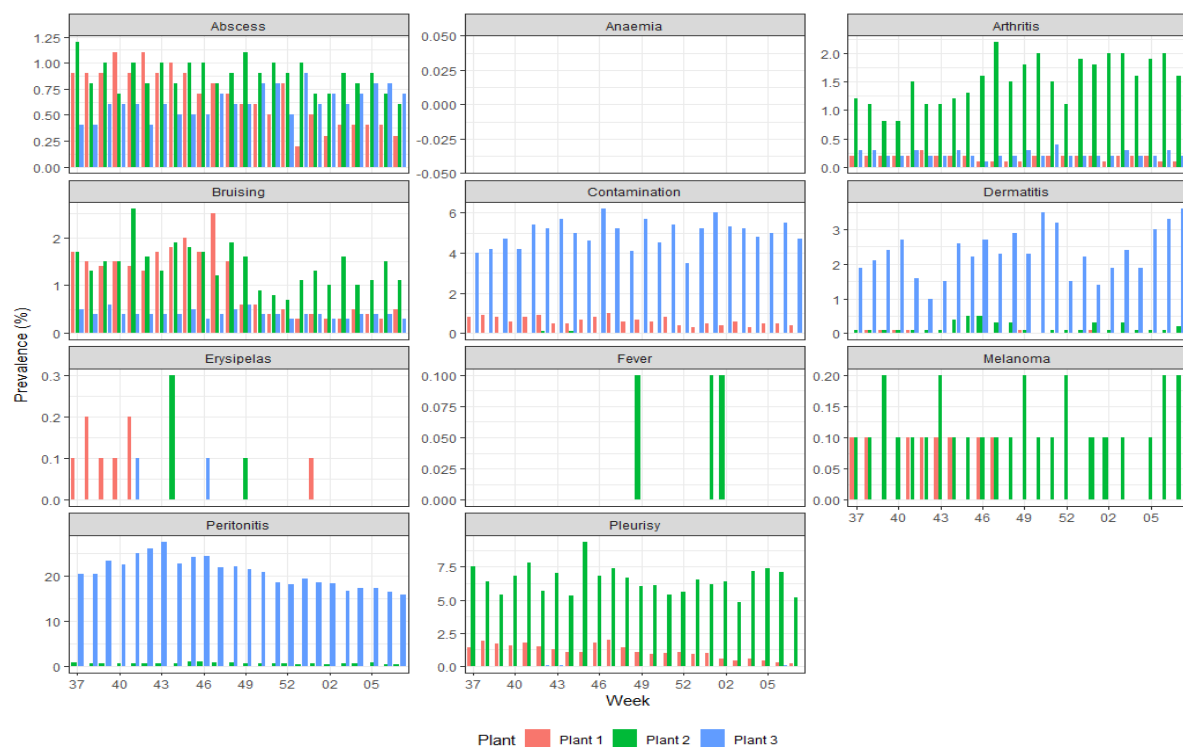 Abscess Anaemia Arthritis
1.25 1.00 0.75 0.50 0.25 0.00
0.050 0.025 0.000 -0.025 -0.050
2.0 1.5 1.0 0.5 0.0
Bruising Contamination Dermatitis
2 1 0
6 4 2 0
3 2 1 0
Erysipelas Fever Melanoma
0.3 0.2 0.1 0.0
0.100 0.075 0.050 0.025 0.000
0.20 0.15 0.10 0.05 0.00
37 40 43 46 49 52 02 05
Peritonitis Pleurisy
20 10 0
7.5 5.0 2.5 0.0
37 40 43 46 49 52 02 05
37 40 43 46 49 52 02 05
Prevalence (%)
Week
Plant Plant 1 Plant 2 Plant 3